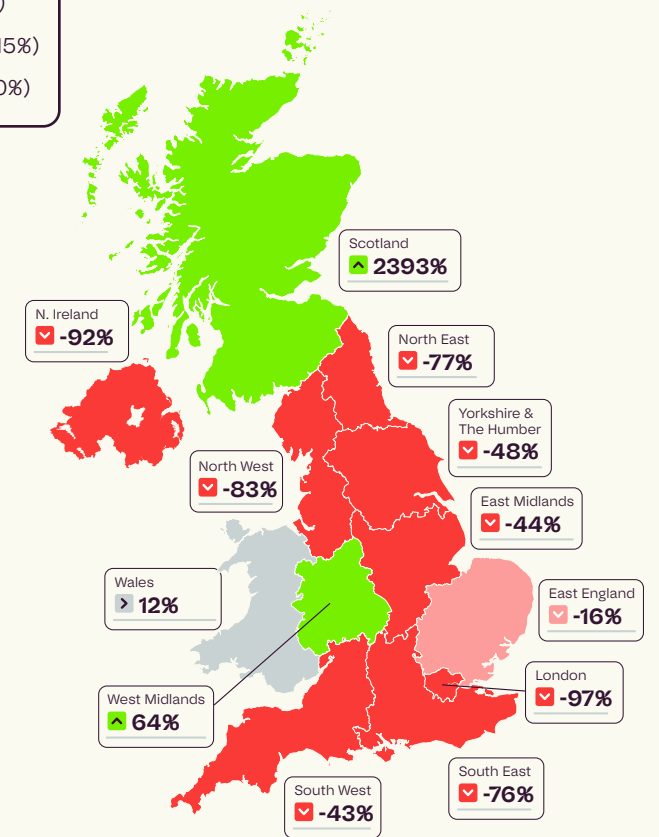 )
15%)
0%)
Scotland
2393%
N. Ireland
-92%
North East
-77%
Yorkshire &
The Humber
-48%
North West
-83%
East Midlands
-44%
Wales
12%
East England
-16%
London
-97%
West Midlands
64%
South East
-76%
South West
-43%